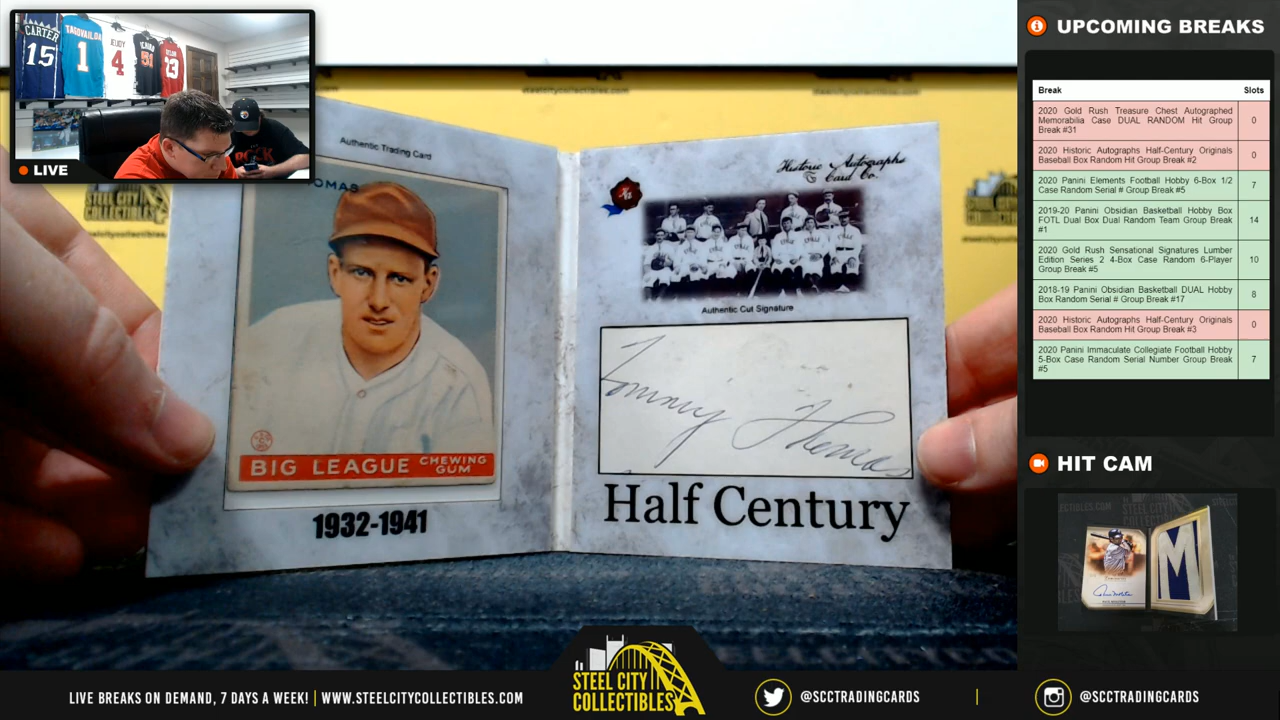 CARTER
15
TAGOVAILOA
1
4
51
23
LIVE
STEEL CITY
COLLECTIBLES
Authentic Trading Card
OMAS
BIG LEAGUE CHEWING GUM
1932-1941
Historic Autographs
Card Co.
Authentic Cut Signature
Tommy Thomas
Half Century
UPCOMING BREAKS
Break Slots
2020 Gold Rush Treasure Chest Autographed
Memorabilia Case DUAL RANDOM Hit Group
Break #31
0
2020 Historic Autographs Half-Century Originals
Baseball Box Random Hit Group Break #2
0
2020 Panini Elements Football Hobby 6-Box 1/2
Case Random Serial # Group Break #5
7
2019-20 Panini Obsidian Basketball Hobby Box
FOTL Dual Box Dual Random Team Group Break
#1
14
2020 Gold Rush Sensational Signatures Lumber
Edition Series 2 4-Box Case Random 6-Player
Group Break #5
10
2018-19 Panini Obsidian Basketball DUAL Hobby
Box Random Serial # Group Break #17
8
2020 Historic Autographs Half-Century Originals
Baseball Box Random Hit Group Break #3
0
2020 Panini Immaculate Collegiate Football Hobby
5-Box Case Random Serial Number Group Break
#5
7
HIT CAM
M
LIVE BREAKS ON DEMAND, 7 DAYS A WEEK! | WWW.STEELCITYCOLLECTIBLES.COM
STEEL CITY
COLLECTIBLES
@SCCTRADINGCARDS
@SCCTRADINGCARDS